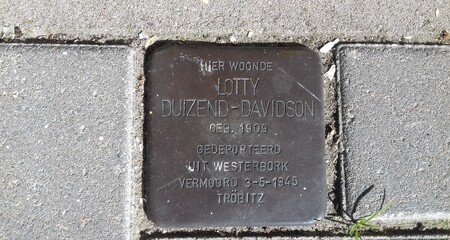 HIER WOONDE
LOTTY
DUIZEND-DAVIDSON
GEB. 1909
GEDEPORTEERD
UIT WESTERBORK
VERMOORD 3-5-1945
TRÖBITZ